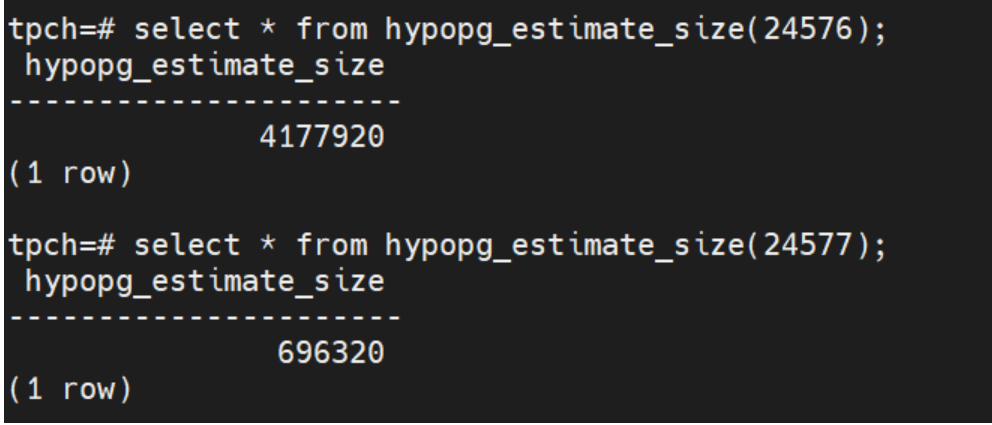 tpch=# select * from hypopg_estimate_size(24576);
 hypopg_estimate_size
-----------------------
               4177920
(1 row)

tpch=# select * from hypopg_estimate_size(24577);
 hypopg_estimate_size
-----------------------
                696320
(1 row)